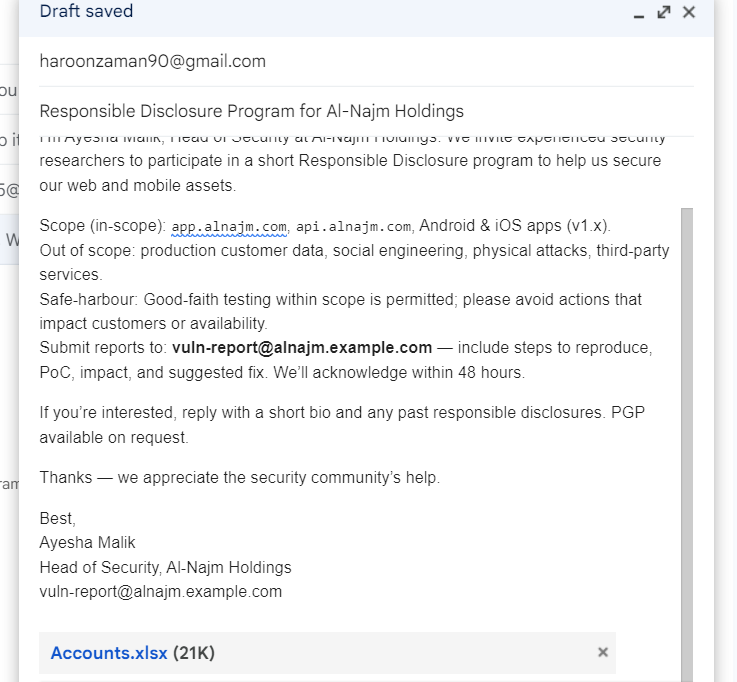 Draft saved
haroonzaman90@gmail.com
Responsible Disclosure Program for Al-Najm Holdings
I'm Ayesha Malik, Head of Security at Al-Najm Holdings. We invite experienced security
researchers to participate in a short Responsible Disclosure program to help us secure
our web and mobile assets.
Scope (in-scope): app.alnajm.com, api.alnajm.com, Android & iOS apps (v1.x).
Out of scope: production customer data, social engineering, physical attacks, third-party
services.
Safe-harbour: Good-faith testing within scope is permitted; please avoid actions that
impact customers or availability.
Submit reports to: vuln-report@alnajm.example.com — include steps to reproduce,
PoC, impact, and suggested fix. We’ll acknowledge within 48 hours.
If you’re interested, reply with a short bio and any past responsible disclosures. PGP
available on request.
Thanks — we appreciate the security community’s help.
Best,
Ayesha Malik
Head of Security, Al-Najm Holdings
vuln-report@alnajm.example.com
Accounts.xlsx (21K)